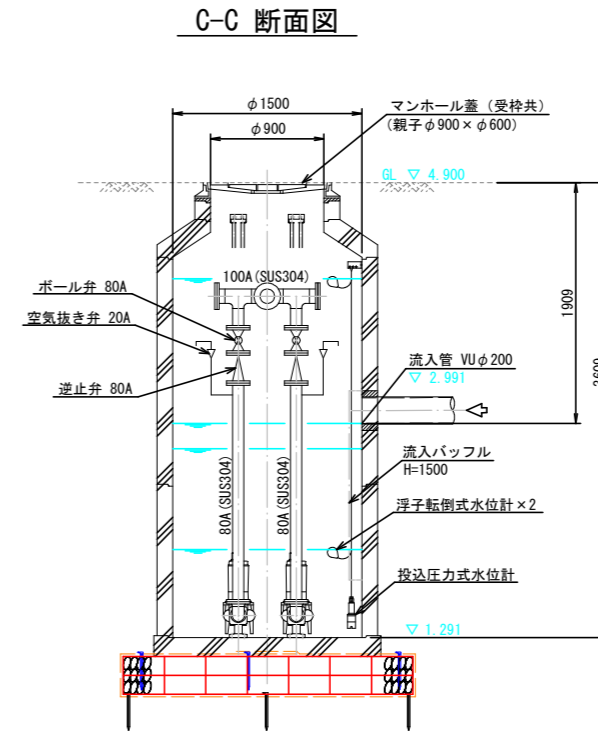 C-C 断面図
φ1500
φ900
マンホール蓋 (受枠共)
(親子φ900×φ600)
GL ▽ 4.900
100A(SUS304)
ボール弁 80A
空気抜き弁 20A
逆止弁 80A
1909
流入管 VUφ200
▽ 2.991
流入バッフル
H=1500
80A(SUS304)
80A(SUS304)
浮子転倒式水位計×2
投込圧力式水位計
▽ 1.291